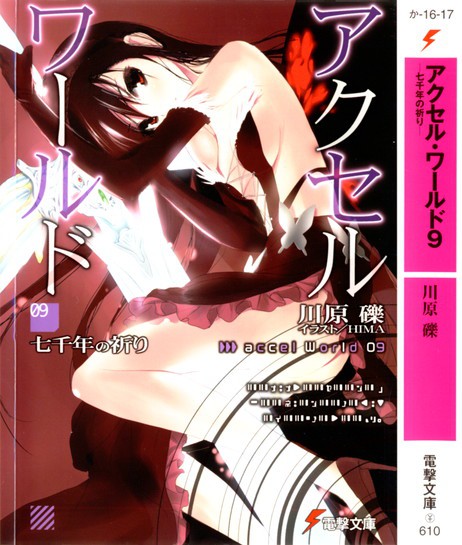 アクセル
ワールド
09
七千年の祈り
川原 礫
イラスト/HIMA
accel World 09
電撃文庫
か-16-17
アクセル・ワールド9
―七千年の祈り
川原 礫
電撃文庫
¥
610